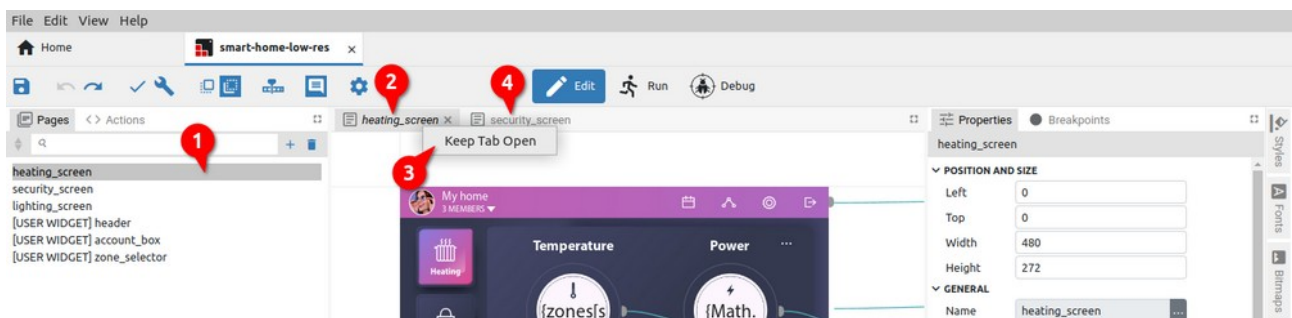 File Edit View Help
Home smart-home-low-res ×
Edit Run Debug
Pages <> Actions
heating_screen ×
security_screen
Properties Breakpoints
1
2
3
4
+
heating_screen
security_screen
lighting_screen
[USER WIDGET] header
[USER WIDGET] account_box
[USER WIDGET] zone_selector
Keep Tab Open
My home
3 MEMBERS
Heating
Temperature
Power
...
{zones[s
{Math.
heating_screen
POSITION AND SIZE
Left 0
Top 0
Width 480
Height 272
GENERAL
Name heating_screen ...
Styles
Fonts
Bitmaps